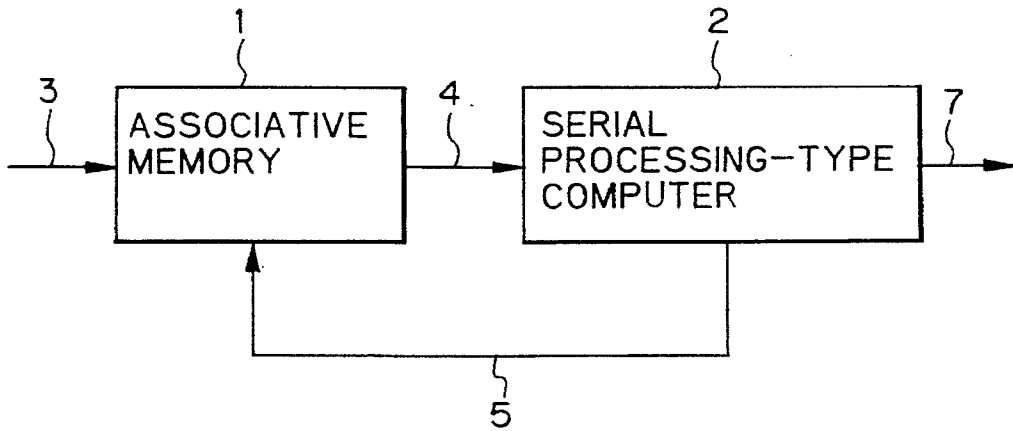 1
2
3
4
7
ASSOCIATIVE
MEMORY
SERIAL
PROCESSING-TYPE
COMPUTER
5